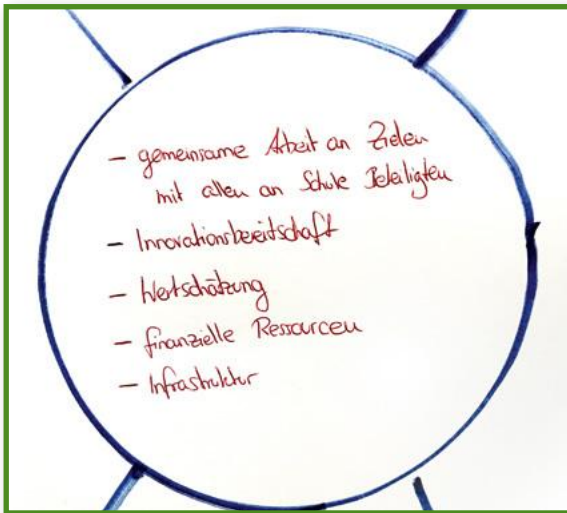 - gemeinsame Arbeit an Zielen
mit allen an Schule Beteiligten
- Innovationsbereitschaft
- Wertschätzung
- finanzielle Ressourcen
- Infrastruktur